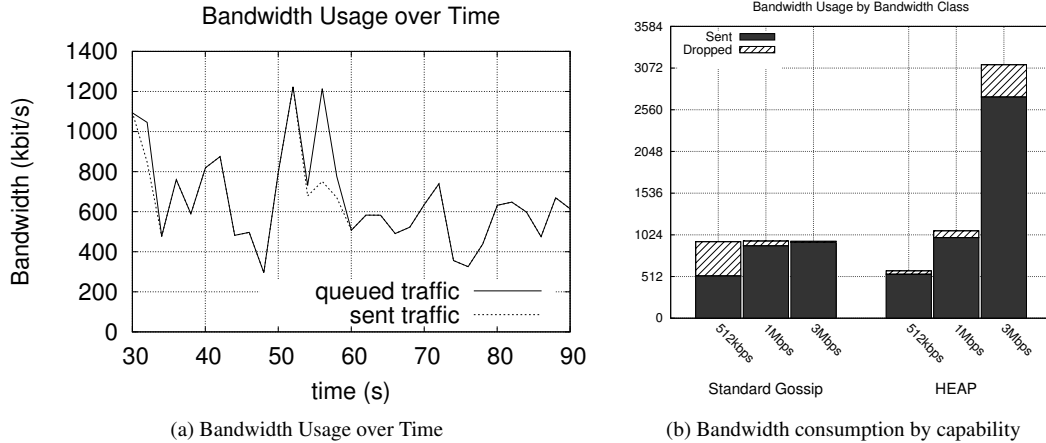 Bandwidth Usage over Time
1400
1200
1000
800
600
400
200
0
Bandwidth (kbit/s)
queued traffic
sent traffic
30 40 50 60 70 80 90
time (s)
(a) Bandwidth Usage over Time
Bandwidth Usage by Bandwidth Class
3584
3072
2560
2048
1536
1024
512
0
Sent
Dropped
512kbps 1Mbps 3Mbps 512kbps 1Mbps 3Mbps
Standard Gossip HEAP
(b) Bandwidth consumption by capability